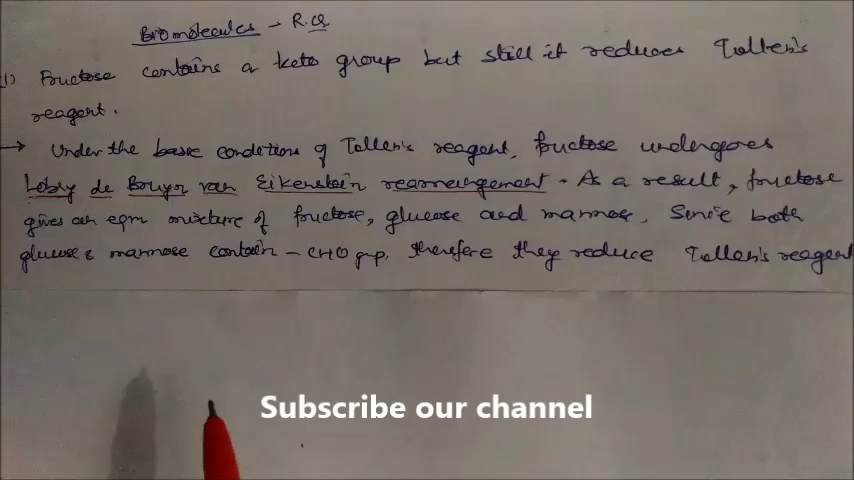 Biomolecules - R.Q
(1) Fructose contains a keto group but still it reduces Tollen's
reagent.
→ Under the basic conditions of Tollen's reagent, fructose undergoes
Lobry de Bruyn van Eikenstein rearrangement. As a result, fructose
gives an eqm mixture of fructose, glucose and mannose, Since both
glucose & mannose contain - CHO grp. therefore they reduce Tollen's reagent
Subscribe our channel